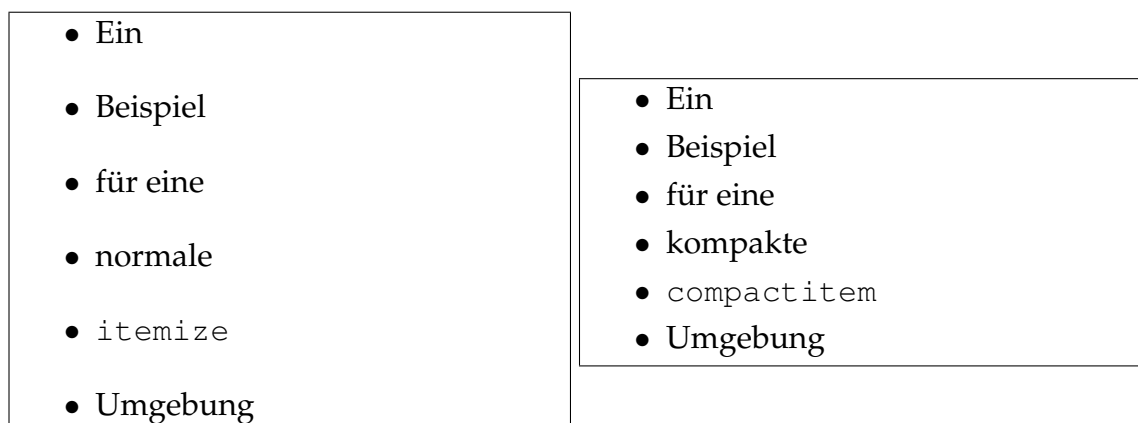 • Ein
• Beispiel
• für eine
• normale
• itemize
• Umgebung
• Ein
• Beispiel
• für eine
• kompakte
• compactitem
• Umgebung